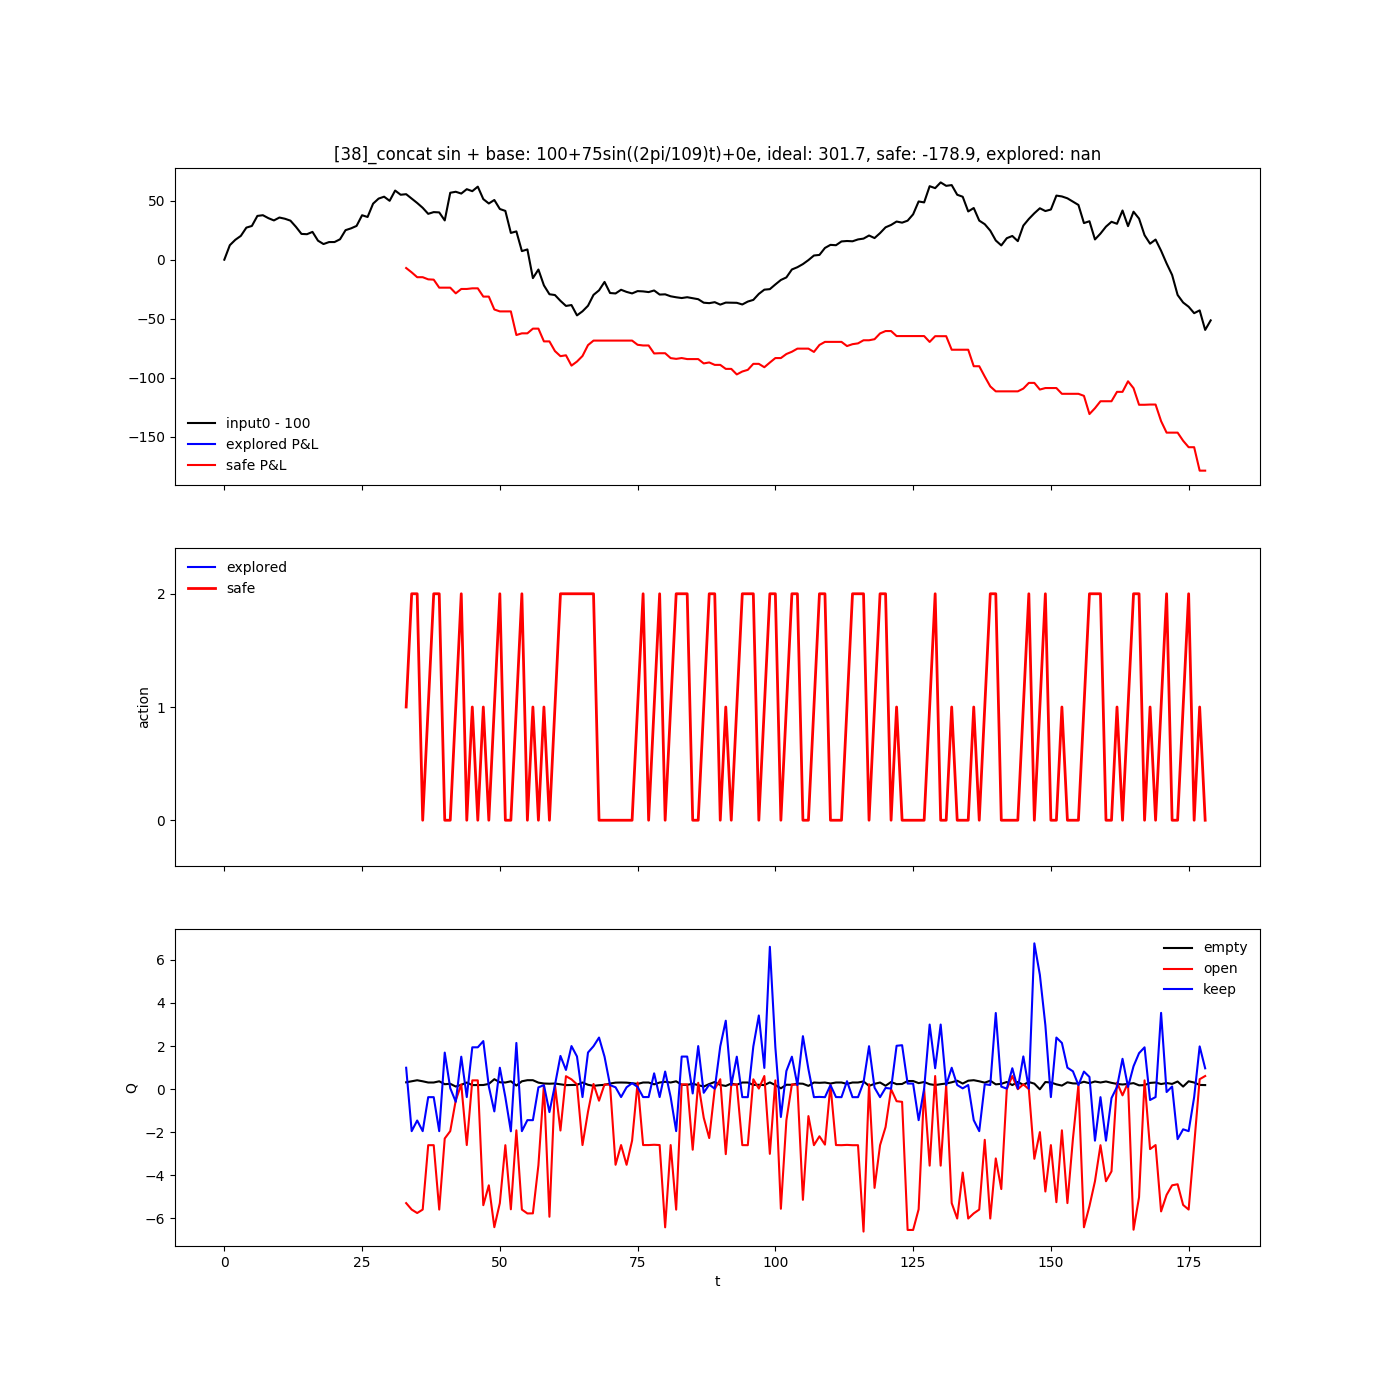 [38]_concat sin + base: 100+75sin((2pi/109)t)+0e, ideal: 301.7, safe: -178.9, explored: nan
50
0
−50
−100
−150
input0 - 100
explored P&L
safe P&L
explored
safe
2
1
0
action
empty
open
keep
6
4
2
0
−2
−4
−6
Q
0 25 50 75 100 125 150 175
t